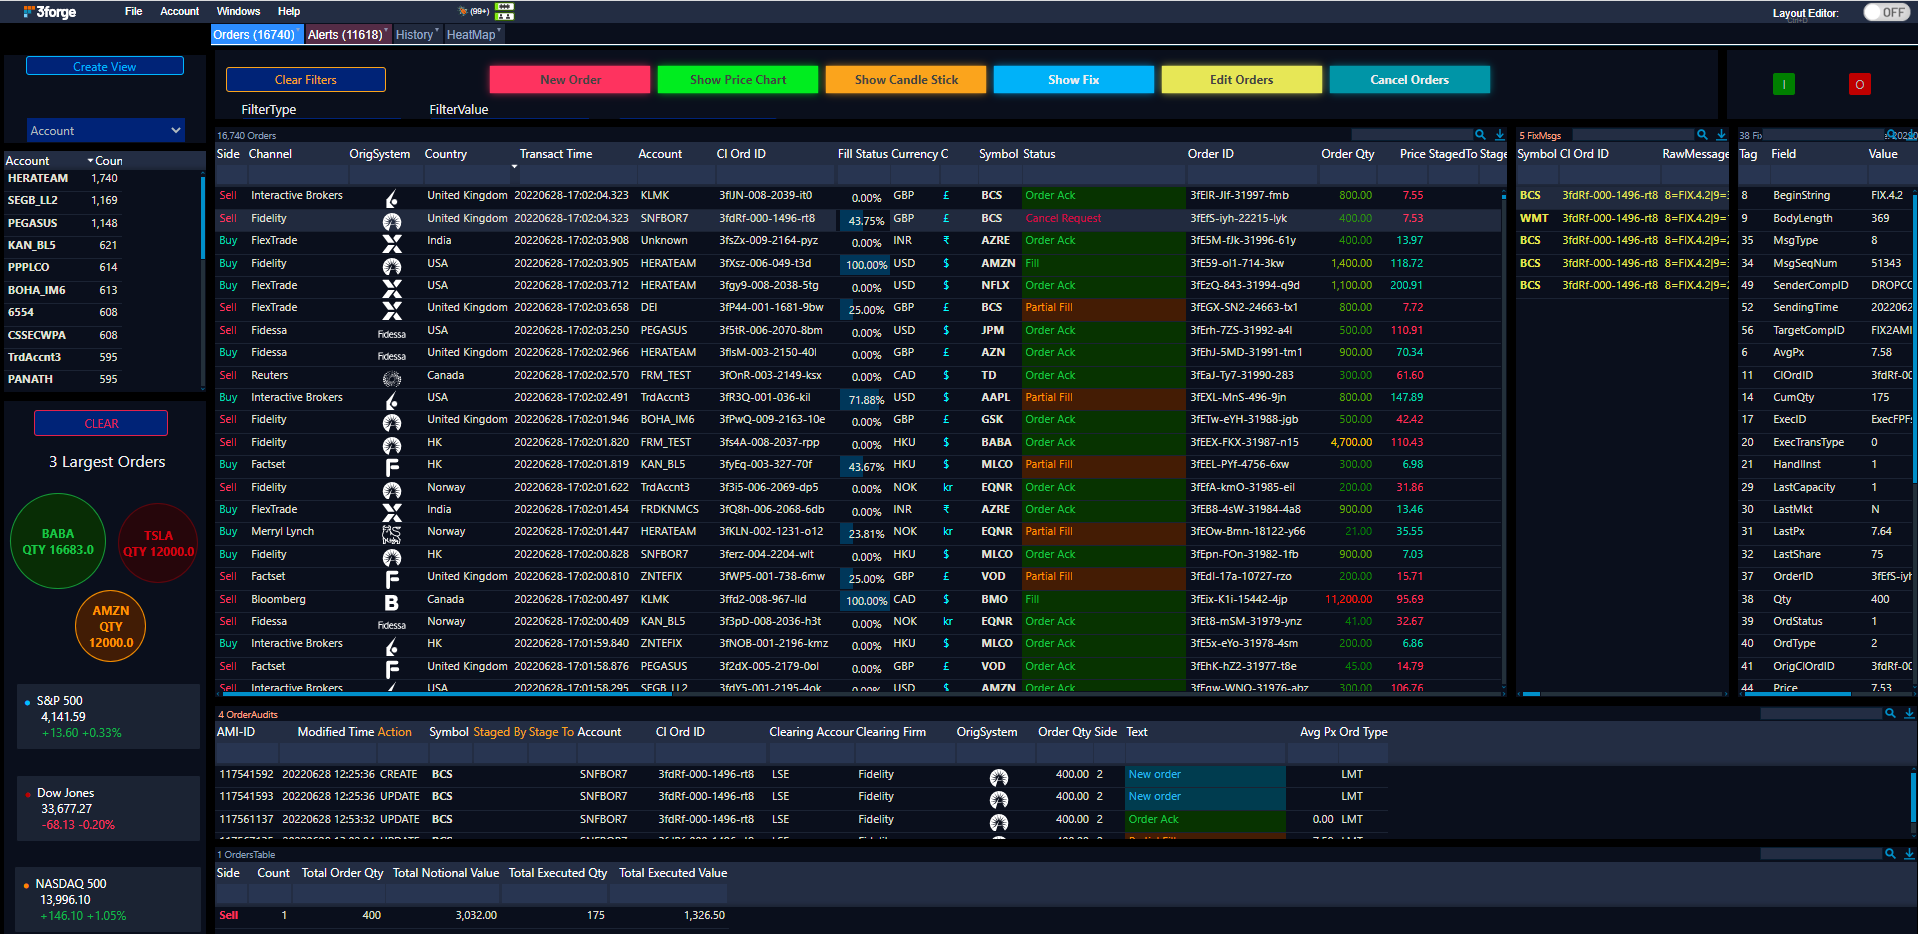 3forge File Account Windows Help (99+) Layout Editor: OFF
Orders (16740) Alerts (11618) History HeatMap
Create View
Account
Account Coun
HERATEAM 1,740
SEGB_LL2 1,169
PEGASUS 1,148
KAN_BL5 621
PPPLCO 614
BOHA_IM6 613
6554 608
CSSECWPA 608
TrdAccnt3 595
PANATH 595
CLEAR
3 Largest Orders
BABA
QTY 16683.0
TSLA
QTY 12000.0
AMZN
QTY
12000.0
S&P 500
4,141.59
+13.60 +0.33%
Dow Jones
33,677.27
-68.13 -0.20%
NASDAQ 500
13,996.10
+146.10 +1.05%
Clear Filters New Order Show Price Chart Show Candle Stick Show Fix Edit Orders Cancel Orders I O
FilterType FilterValue
16,740 Orders
Side Channel OrigSystem Country Transact Time Account Cl Ord ID Fill Status Currency C Symbol Status Order ID Order Qty Price StagedTo Stage
Sell Interactive Brokers United Kingdom 20220628-17:02:04.323 KLMK 3fIJN-008-2039-it0 0.00% GBP £ BCS Order Ack 3fEIR-JIf-31997-fmb 800.00 7.55
Sell Fidelity United Kingdom 20220628-17:02:04.323 SNFBOR7 3fdRf-000-1496-rt8 43.75% GBP £ BCS Cancel Request 3fEfS-iyh-22215-lyk 400.00 7.53
Buy FlexTrade India 20220628-17:02:03.908 Unknown 3fsZx-009-2164-pyz 0.00% INR ₹ AZRE Order Ack 3fE5M-fJk-31996-61y 400.00 13.97
Buy Fidelity USA 20220628-17:02:03.905 HERATEAM 3fXsz-006-049-t3d 100.00% USD $ AMZN Fill 3fE59-ol1-714-3kw 1,400.00 118.72
Buy FlexTrade USA 20220628-17:02:03.712 HERATEAM 3fgy9-008-2038-5tg 0.00% USD $ NFLX Order Ack 3fEzQ-843-31994-q9d 1,100.00 200.91
Sell FlexTrade United Kingdom 20220628-17:02:03.658 DEI 3fP44-001-1681-9bw 25.00% GBP £ BCS Partial Fill 3fEGX-SN2-24663-tx1 800.00 7.72
Sell Fidessa Fidessa USA 20220628-17:02:03.250 PEGASUS 3f5tR-006-2070-8bm 0.00% USD $ JPM Order Ack 3fErh-7ZS-31992-a4l 500.00 110.91
Buy Fidessa Fidessa United Kingdom 20220628-17:02:02.966 HERATEAM 3flsM-003-2150-40l 0.00% GBP £ AZN Order Ack 3fEhJ-5MD-31991-tm1 900.00 70.34
Sell Reuters Canada 20220628-17:02:02.570 FRM_TEST 3fOnR-003-2149-ksx 0.00% CAD $ TD Order Ack 3fEaJ-Ty7-31990-283 300.00 61.60
Buy Interactive Brokers USA 20220628-17:02:02.491 TrdAccnt3 3fR3Q-001-036-kil 71.88% USD $ AAPL Partial Fill 3fEXL-MnS-496-9jn 800.00 147.89
Sell Fidelity United Kingdom 20220628-17:02:01.946 BOHA_IM6 3fPwQ-009-2163-10e 0.00% GBP £ GSK Order Ack 3fETw-eYH-31988-jgb 500.00 42.42
Sell Fidelity HK 20220628-17:02:01.820 FRM_TEST 3fs4A-008-2037-rpp 0.00% HKU $ BABA Order Ack 3fEEX-FKX-31987-n15 4,700.00 110.43
Buy Factset HK 20220628-17:02:01.819 KAN_BL5 3fyEq-003-327-70f 43.67% HKU $ MLCO Partial Fill 3fEEL-PYf-4756-6xw 300.00 6.98
Sell Fidelity Norway 20220628-17:02:01.622 TrdAccnt3 3f3i5-006-2069-dp5 0.00% NOK kr EQNR Order Ack 3fEfA-kmO-31985-eil 200.00 31.86
Buy FlexTrade India 20220628-17:02:01.454 FRDKNMCS 3fQ8h-006-2068-6db 0.00% INR ₹ AZRE Order Ack 3fEB8-4sW-31984-4a8 900.00 13.46
Buy Merryl Lynch Norway 20220628-17:02:01.447 HERATEAM 3fKLN-002-1231-o12 23.81% NOK kr EQNR Partial Fill 3fEOw-Bmn-18122-y66 21.00 35.55
Buy Fidelity HK 20220628-17:02:00.828 SNFBOR7 3ferz-004-2204-wlt 0.00% HKU $ MLCO Order Ack 3fEpn-FOn-31982-1fb 900.00 7.03
Sell Factset United Kingdom 20220628-17:02:00.810 ZNTEFIX 3fWP5-001-738-6mw 25.00% GBP £ VOD Partial Fill 3fEdI-17a-10727-rzo 200.00 15.71
Sell Bloomberg Canada 20220628-17:02:00.497 KLMK 3ffd2-008-967-lld 100.00% CAD $ BMO Fill 3fEix-K1i-15442-4jp 11,200.00 95.69
Sell Fidessa Fidessa Norway 20220628-17:02:00.409 KAN_BL5 3f3pD-008-2036-h3t 0.00% NOK kr EQNR Order Ack 3fEt8-mSM-31979-ynz 41.00 32.67
Buy Interactive Brokers HK 20220628-17:01:59.840 ZNTEFIX 3fNOB-001-2196-kmz 0.00% HKU $ MLCO Order Ack 3fE5x-eYo-31978-4sm 200.00 6.86
Sell Factset United Kingdom 20220628-17:01:58.876 PEGASUS 3f2dX-005-2179-0ol 0.00% GBP £ VOD Order Ack 3fEhK-hZ2-31977-t8e 45.00 14.79
Sell Interactive Brokers USA 20220628-17:01:58.295 SEGB_LL2 3fdY5-001-2195-4ok 0.00% USD $ AMZN Order Ack 3fEgw-WNO-31976-abz 300.00 106.76
5 FixMsgs
Symbol Cl Ord ID RawMessage
BCS 3fdRf-000-1496-rt8 8=FIX.4.2|9=
WMT 3fdRf-000-1496-rt8 8=FIX.4.2|9=
BCS 3fdRf-000-1496-rt8 8=FIX.4.2|9=
BCS 3fdRf-000-1496-rt8 8=FIX.4.2|9=
BCS 3fdRf-000-1496-rt8 8=FIX.4.2|9=
38 Fix
Tag Field Value
8 BeginString FIX.4.2
9 BodyLength 369
35 MsgType 8
34 MsgSeqNum 51343
49 SenderCompID DROPCC
52 SendingTime 2022062
56 TargetCompID FIX2AMI
6 AvgPx 7.58
11 ClOrdID 3fdRf-00
14 CumQty 175
17 ExecID ExecFPFs
20 ExecTransType 0
21 HandlInst 1
29 LastCapacity 1
30 LastMkt N
31 LastPx 7.64
32 LastShare 75
37 OrderID 3fEfS-iyh
38 Qty 400
39 OrdStatus 1
40 OrdType 2
41 OrigClOrdID 3fdRf-00
44 Price 7.53
4 OrderAudits
AMI-ID Modified Time Action Symbol Staged By Stage To Account Cl Ord ID Clearing Accour Clearing Firm OrigSystem Order Qty Side Text Avg Px Ord Type
117541592 20220628 12:25:36 CREATE BCS SNFBOR7 3fdRf-000-1496-rt8 LSE Fidelity 400.00 2 New order LMT
117541593 20220628 12:25:36 UPDATE BCS SNFBOR7 3fdRf-000-1496-rt8 LSE Fidelity 400.00 2 New order LMT
117561137 20220628 12:53:32 UPDATE BCS SNFBOR7 3fdRf-000-1496-rt8 LSE Fidelity 400.00 2 Order Ack 0.00 LMT
1 OrdersTable
Side Count Total Order Qty Total Notional Value Total Executed Qty Total Executed Value
Sell 1 400 3,032.00 175 1,326.50